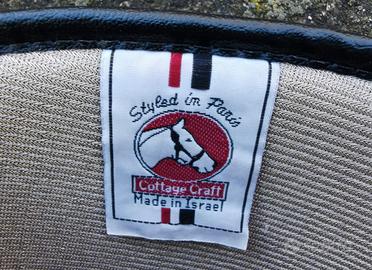 Styled in Paris
Cottage Craft
Made in Israel